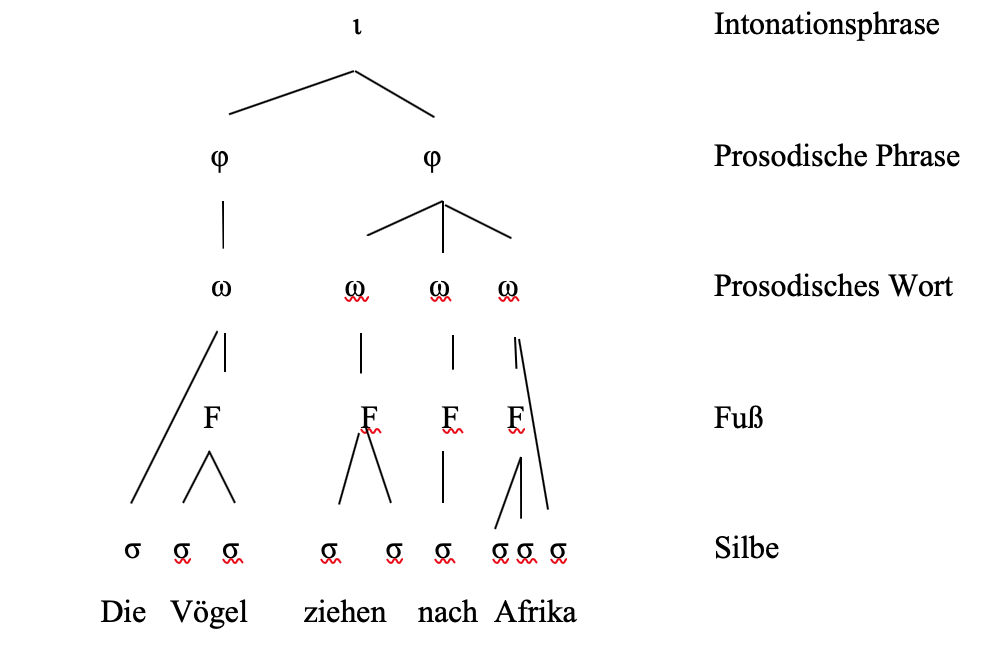 ι Intonationsphrase
φ φ Prosodische Phrase
ω ω ω ω Prosodisches Wort
F F F F Fuß
σ σ σ σ σ σ σ σ σ Silbe
Die Vögel ziehen nach Afrika